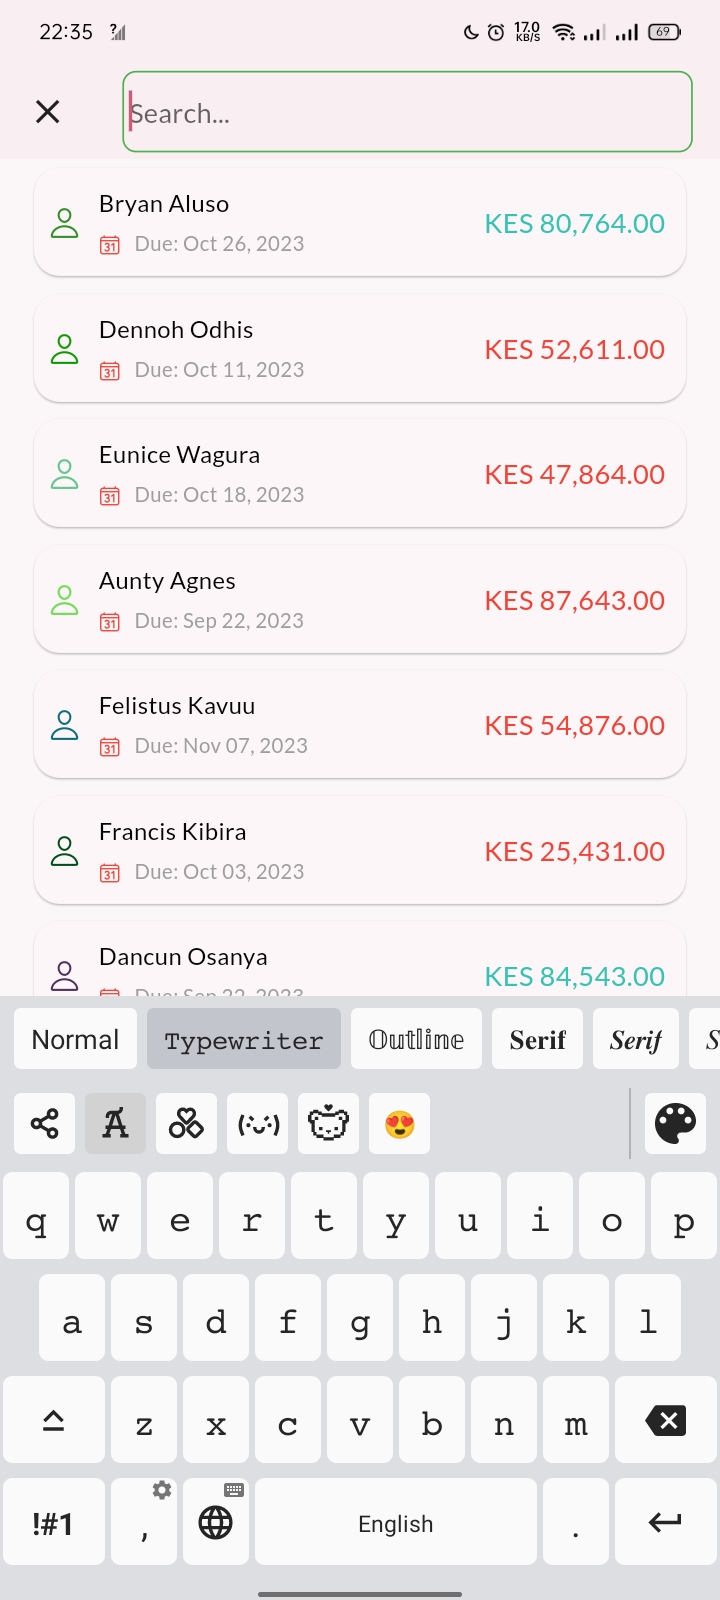 22:35
?
17.0
KB/S
69
Search...
Bryan Aluso
31 Due: Oct 26, 2023
KES 80,764.00
Dennoh Odhis
31 Due: Oct 11, 2023
KES 52,611.00
Eunice Wagura
31 Due: Oct 18, 2023
KES 47,864.00
Aunty Agnes
31 Due: Sep 22, 2023
KES 87,643.00
Felistus Kavuu
31 Due: Nov 07, 2023
KES 54,876.00
Francis Kibira
31 Due: Oct 03, 2023
KES 25,431.00
Dancun Osanya
Due: Sep 22, 2023
KES 84,543.00
Normal Typewriter Outline Serif Serif S
A
q w e r t y u i o p
a s d f g h j k l
z x c v b n m
!#1 , English .